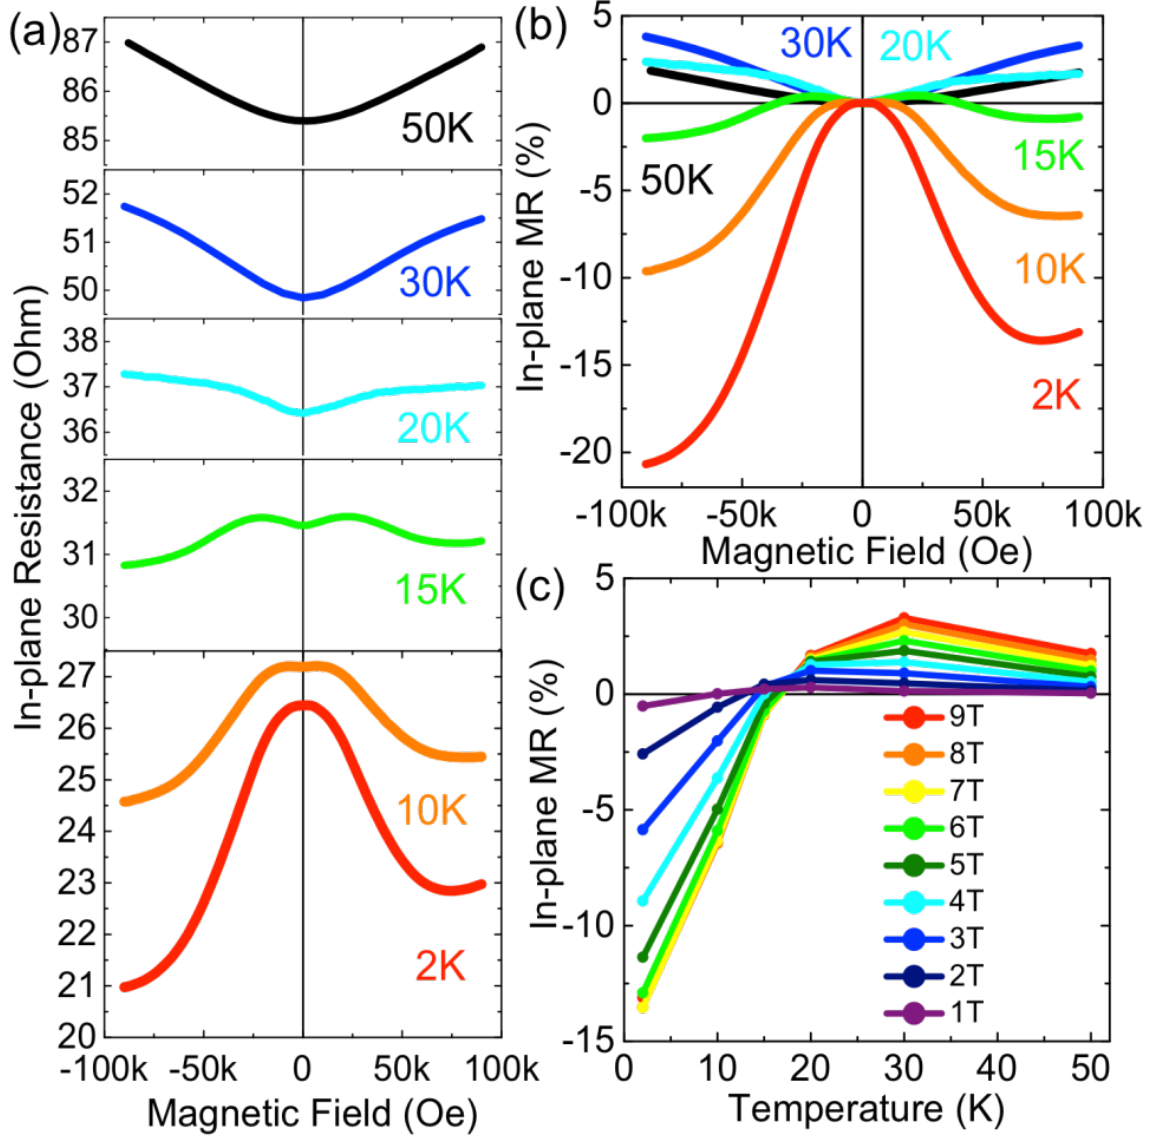 (a)
In-plane Resistance (Ohm)
87
86
85
50K
52
51
50
30K
38
37
36
20K
32
31
30
15K
27
26
25
24
23
22
21
20
10K
2K
-100k -50k 0 50k 100k
Magnetic Field (Oe)
(b)
In-plane MR (%)
5
0
-5
-10
-15
-20
30K 20K
15K
50K
10K
2K
-100k -50k 0 50k 100k
Magnetic Field (Oe)
(c)
In-plane MR (%)
5
0
-5
-10
-15
9T
8T
7T
6T
5T
4T
3T
2T
1T
0 10 20 30 40 50
Temperature (K)